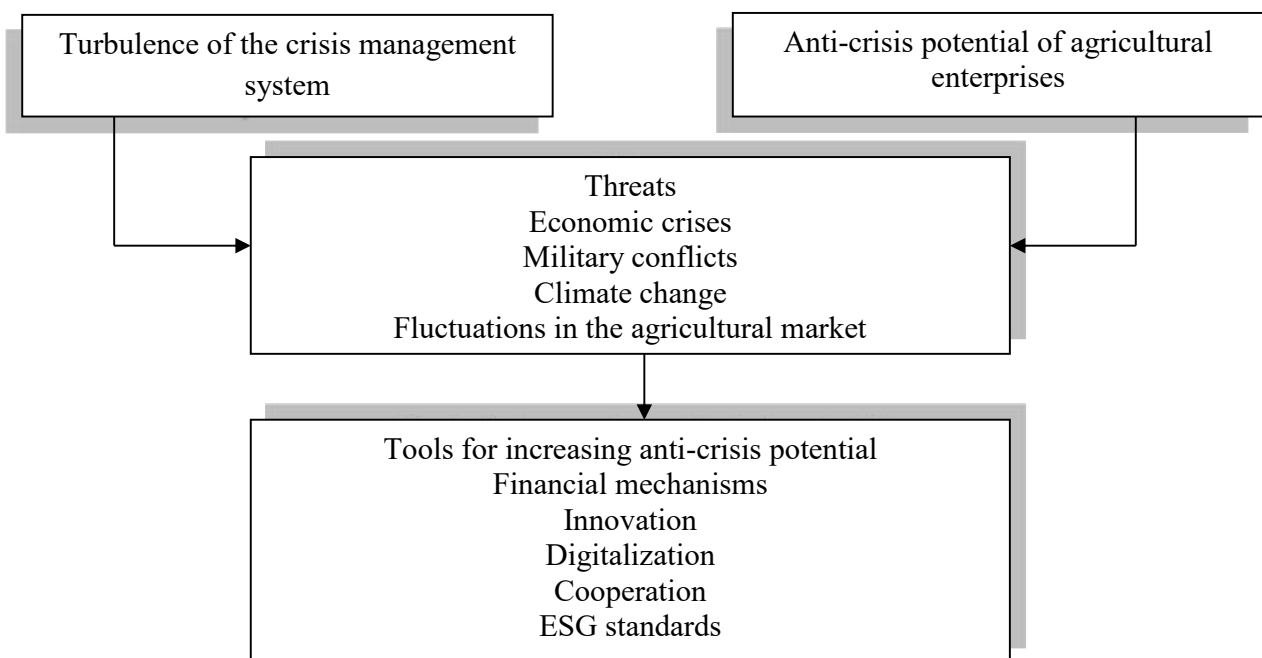 Turbulence of the crisis management
system
Anti-crisis potential of agricultural
enterprises
Threats
Economic crises
Military conflicts
Climate change
Fluctuations in the agricultural market
Tools for increasing anti-crisis potential
Financial mechanisms
Innovation
Digitalization
Cooperation
ESG standards